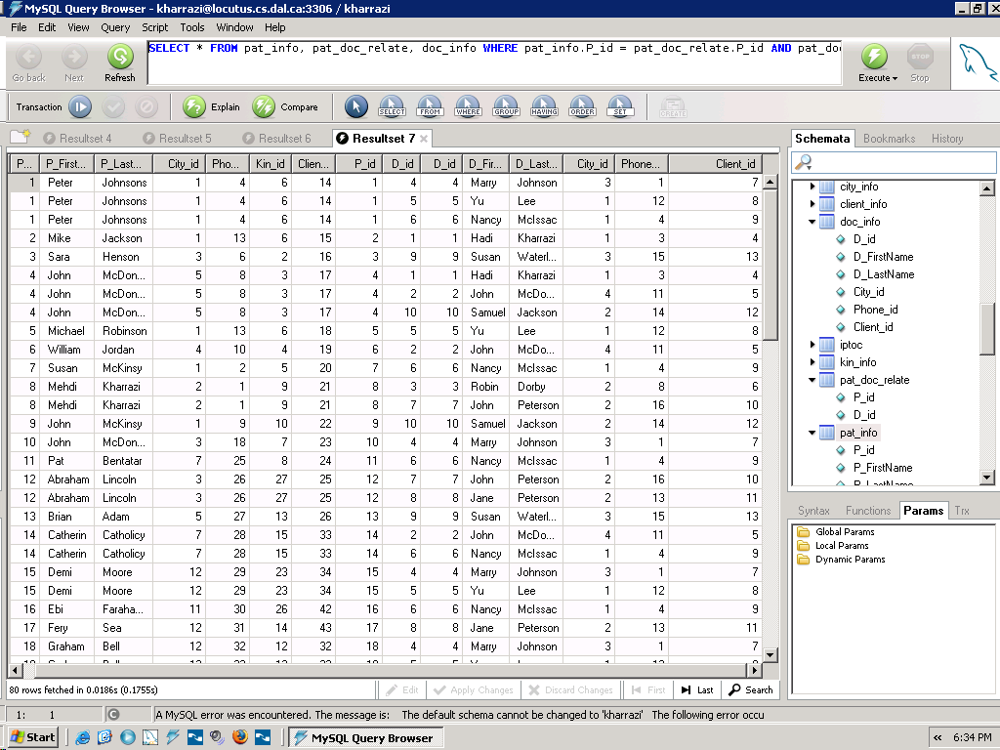 MySQL Query Browser - kharrazi@locutus.cs.dal.ca:3306 / kharrazi
File Edit View Query Script Tools Window Help
Go back Next Refresh SELECT * FROM pat_info, pat_doc_relate, doc_info WHERE pat_info.P_id = pat_doc_relate.P_id AND pat_do Execute Stop
Transaction Explain Compare SELECT FROM WHERE GROUP HAVING ORDER SET CREATE
Resultset 4 Resultset 5 Resultset 6 Resultset 7
P... P_First... P_Last... City_id Pho... Kin_id Clien... P_id D_id D_id D_Fir... D_Last... City_id Phone... Client_id
1 Peter Johnsons 1 4 6 14 1 4 4 Marry Johnson 3 1 7
1 Peter Johnsons 1 4 6 14 1 5 5 Yu Lee 1 12 8
1 Peter Johnsons 1 4 6 14 1 6 6 Nancy McIssac 1 4 9
2 Mike Jackson 1 13 6 15 2 1 1 Hadi Kharrazi 1 3 4
3 Sara Henson 3 6 2 16 3 9 9 Susan Waterl... 3 15 13
4 John McDon... 5 8 3 17 4 1 1 Hadi Kharrazi 1 3 4
4 John McDon... 5 8 3 17 4 2 2 John McDo... 4 11 5
4 John McDon... 5 8 3 17 4 10 10 Samuel Jackson 2 14 12
5 Michael Robinson 1 13 6 18 5 5 5 Yu Lee 1 12 8
6 William Jordan 4 10 4 19 6 2 2 John McDo... 4 11 5
7 Susan McKinsy 1 2 5 20 7 6 6 Nancy McIssac 1 4 9
8 Mehdi Kharrazi 2 1 9 21 8 3 3 Robin Dorby 2 8 6
8 Mehdi Kharrazi 2 1 9 21 8 7 7 John Peterson 2 16 10
9 John McKinsy 1 9 10 22 9 10 10 Samuel Jackson 2 14 12
10 John McDon... 3 18 7 23 10 4 4 Marry Johnson 3 1 7
11 Pat Bentatar 7 25 8 24 11 6 6 Nancy McIssac 1 4 9
12 Abraham Lincoln 3 26 27 25 12 7 7 John Peterson 2 16 10
12 Abraham Lincoln 3 26 27 25 12 8 8 Jane Peterson 2 13 11
13 Brian Adam 5 27 13 26 13 9 9 Susan Waterl... 3 15 13
14 Catherin Catholicy 7 28 15 33 14 2 2 John McDo... 4 11 5
14 Catherin Catholicy 7 28 15 33 14 6 6 Nancy McIssac 1 4 9
15 Demi Moore 12 29 23 34 15 4 4 Marry Johnson 3 1 7
15 Demi Moore 12 29 23 34 15 5 5 Yu Lee 1 12 8
16 Ebi Faraha... 11 30 26 42 16 6 6 Nancy McIssac 1 4 9
17 Fery Sea 12 31 14 43 17 8 8 Jane Peterson 2 13 11
18 Graham Bell 12 32 12 32 18 4 4 Marry Johnson 3 1 7
80 rows fetched in 0.0186s (0.1755s) Edit Apply Changes Discard Changes First Last Search
Schemata Bookmarks History
city_info
client_info
doc_info
D_id
D_FirstName
D_LastName
City_id
Phone_id
Client_id
iptoc
kin_info
pat_doc_relate
P_id
D_id
pat_info
P_id
P_FirstName
P_LastName
Syntax Functions Params Trx
Global Params
Local Params
Dynamic Params
1: 1 A MySQL error was encountered. The message is: The default schema cannot be changed to 'kharrazi' The following error occu
Start MySQL Query Browser 6:34 PM